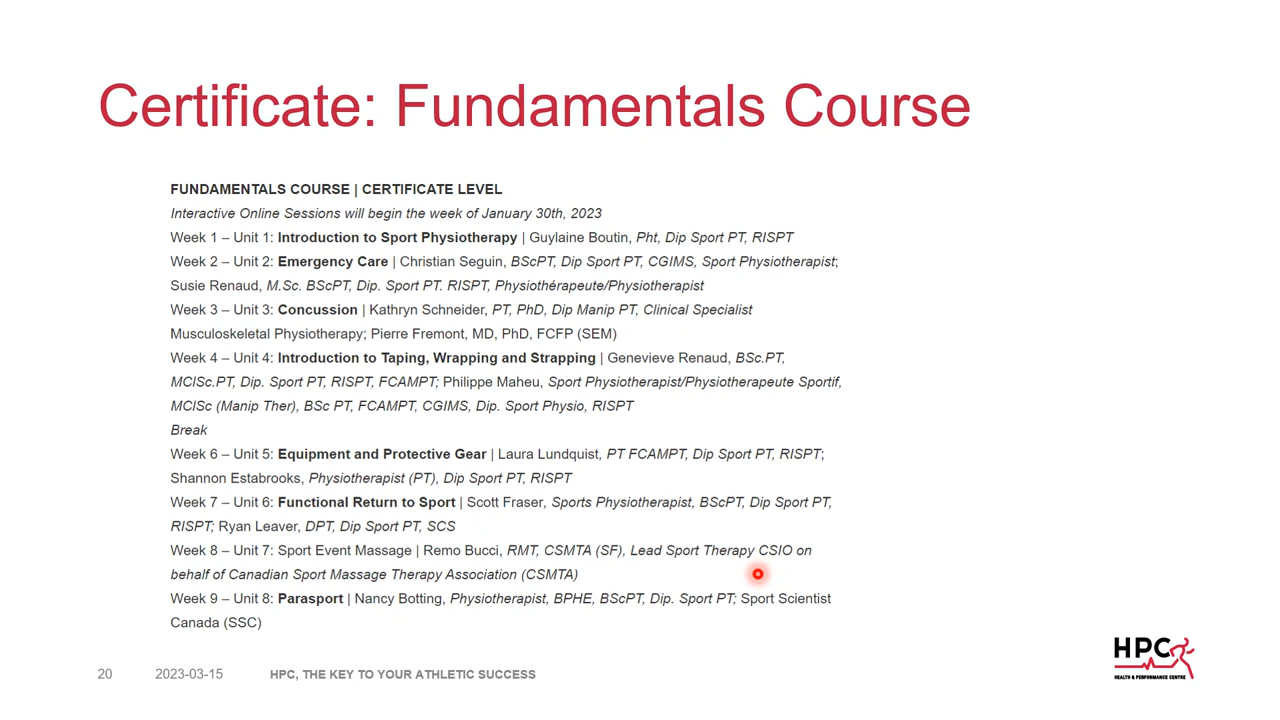 Certificate: Fundamentals Course
FUNDAMENTALS COURSE | CERTIFICATE LEVEL
Interactive Online Sessions will begin the week of January 30th, 2023
Week 1 – Unit 1: Introduction to Sport Physiotherapy | Guylaine Boutin, Pht, Dip Sport PT, RISPT
Week 2 – Unit 2: Emergency Care | Christian Seguin, BScPT, Dip Sport PT, CGIMS, Sport Physiotherapist;
Susie Renaud, M.Sc. BScPT, Dip. Sport PT. RISPT, Physiothérapeute/Physiotherapist
Week 3 – Unit 3: Concussion | Kathryn Schneider, PT, PhD, Dip Manip PT, Clinical Specialist
Musculoskeletal Physiotherapy; Pierre Fremont, MD, PhD, FCFP (SEM)
Week 4 – Unit 4: Introduction to Taping, Wrapping and Strapping | Genevieve Renaud, BSc.PT,
MClSc.PT, Dip. Sport PT, RISPT, FCAMPT; Philippe Maheu, Sport Physiotherapist/Physiotherapeute Sportif,
MClSc (Manip Ther), BSc PT, FCAMPT, CGIMS, Dip. Sport Physio, RISPT
Break
Week 6 – Unit 5: Equipment and Protective Gear | Laura Lundquist, PT FCAMPT, Dip Sport PT, RISPT;
Shannon Estabrooks, Physiotherapist (PT), Dip Sport PT, RISPT
Week 7 – Unit 6: Functional Return to Sport | Scott Fraser, Sports Physiotherapist, BScPT, Dip Sport PT,
RISPT; Ryan Leaver, DPT, Dip Sport PT, SCS
Week 8 – Unit 7: Sport Event Massage | Remo Bucci, RMT, CSMTA (SF), Lead Sport Therapy CSIO on
behalf of Canadian Sport Massage Therapy Association (CSMTA)
Week 9 – Unit 8: Parasport | Nancy Botting, Physiotherapist, BPHE, BScPT, Dip. Sport PT; Sport Scientist
Canada (SSC)
20 2023-03-15 HPC, THE KEY TO YOUR ATHLETIC SUCCESS
HPC
HEALTH & PERFORMANCE CENTRE